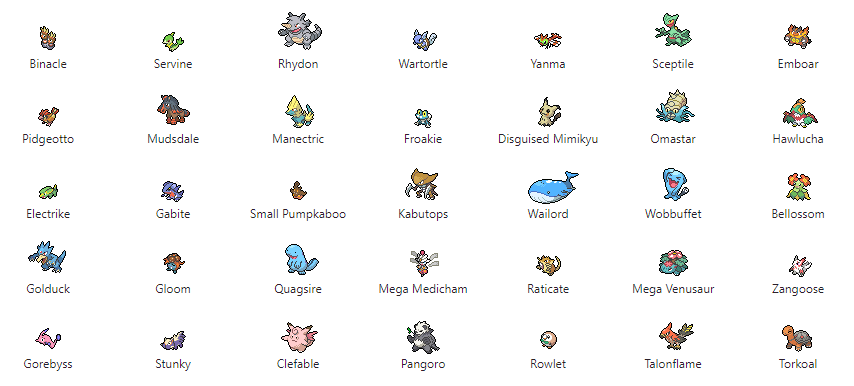 Binacle Servine Rhydon Wartortle Yanma Sceptile Emboar
Pidgeotto Mudsdale Manectric Froakie Disguised Mimikyu Omastar Hawlucha
Electrike Gabite Small Pumpkaboo Kabutops Wailord Wobbuffet Bellossom
Golduck Gloom Quagsire Mega Medicham Raticate Mega Venusaur Zangoose
Gorebyss Stunky Clefable Pangoro Rowlet Talonflame Torkoal